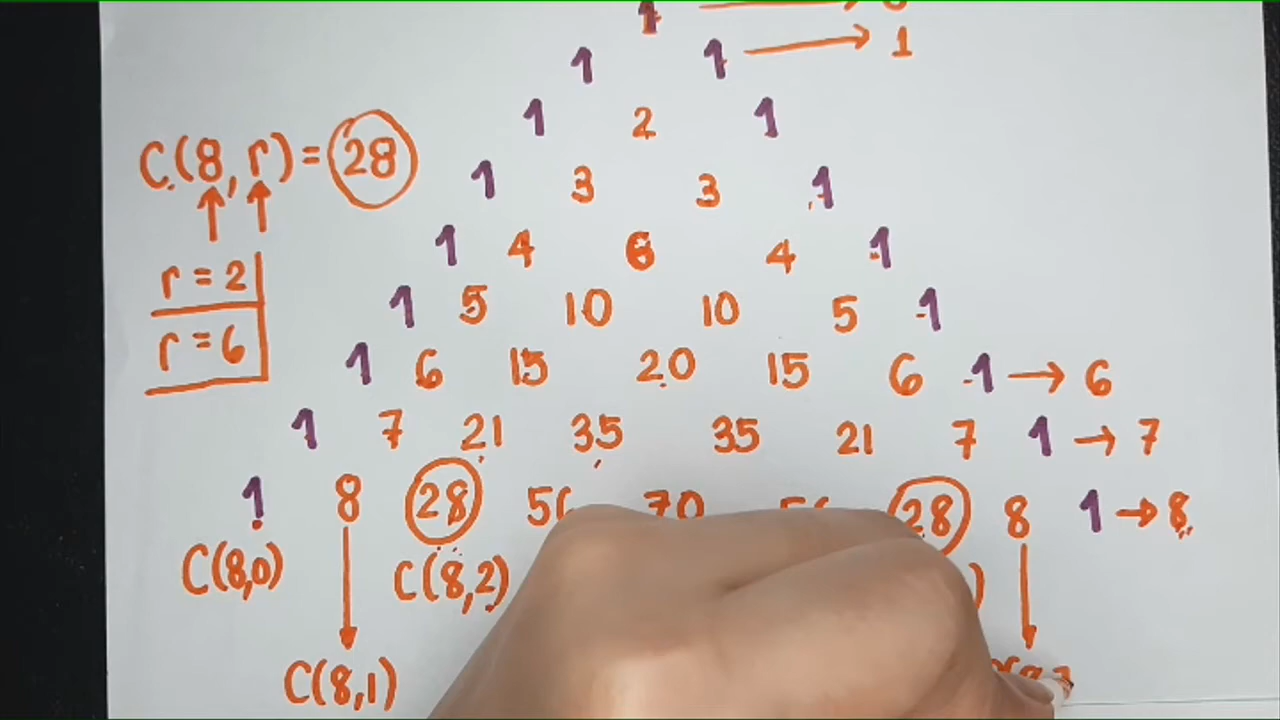 1
1 1 → 1
1 2 1
C(8,r) = 28
1 3 3 1
1 4 6 4 1
r = 2
1 5 10 10 5 1
r = 6
1 6 15 20 15 6 1 → 6
1 7 21 35 35 21 7 1 → 7
1 8 28 70 28 8 1 → 8
C(8,0) C(8,2)
C(8,1)